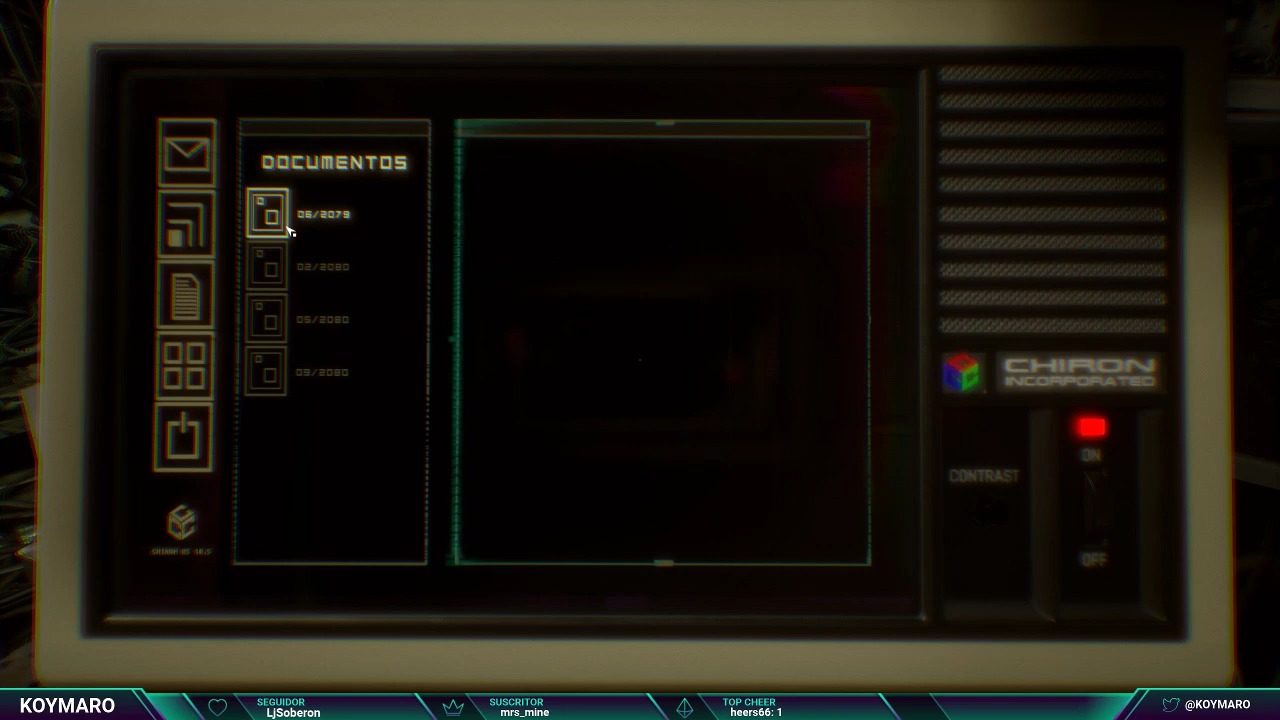 DOCUMENTOS
06/2079
02/2080
05/2080
09/2080
CHIRON
INCORPORATED
ON
CONTRAST
OFF
KOYMARO
SEGUIDOR
LjSoberon
SUSCRITOR
mrs_mine
TOP CHEER
heers66: 1
@KOYMARO